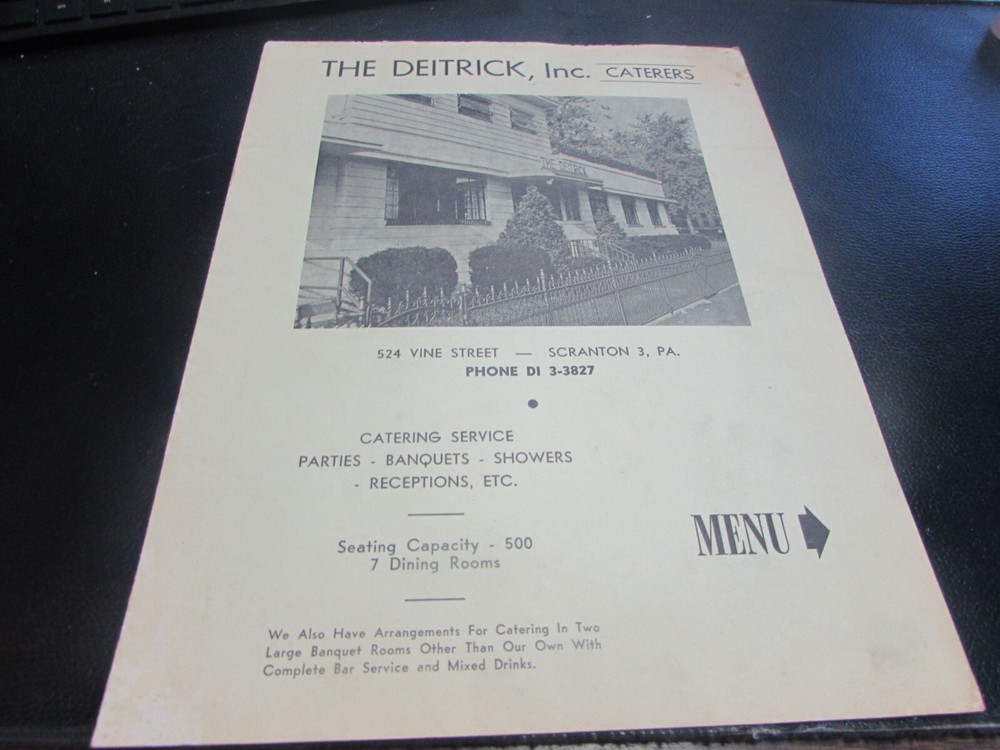 THE DEITRICK, Inc. CATERERS
THE DEITRICK
524 VINE STREET — SCRANTON 3, PA.
PHONE DI 3-3827
CATERING SERVICE
PARTIES - BANQUETS - SHOWERS
- RECEPTIONS, ETC.
Seating Capacity - 500
7 Dining Rooms
MENU
We Also Have Arrangements For Catering In Two
Large Banquet Rooms Other Than Our Own With
Complete Bar Service and Mixed Drinks.